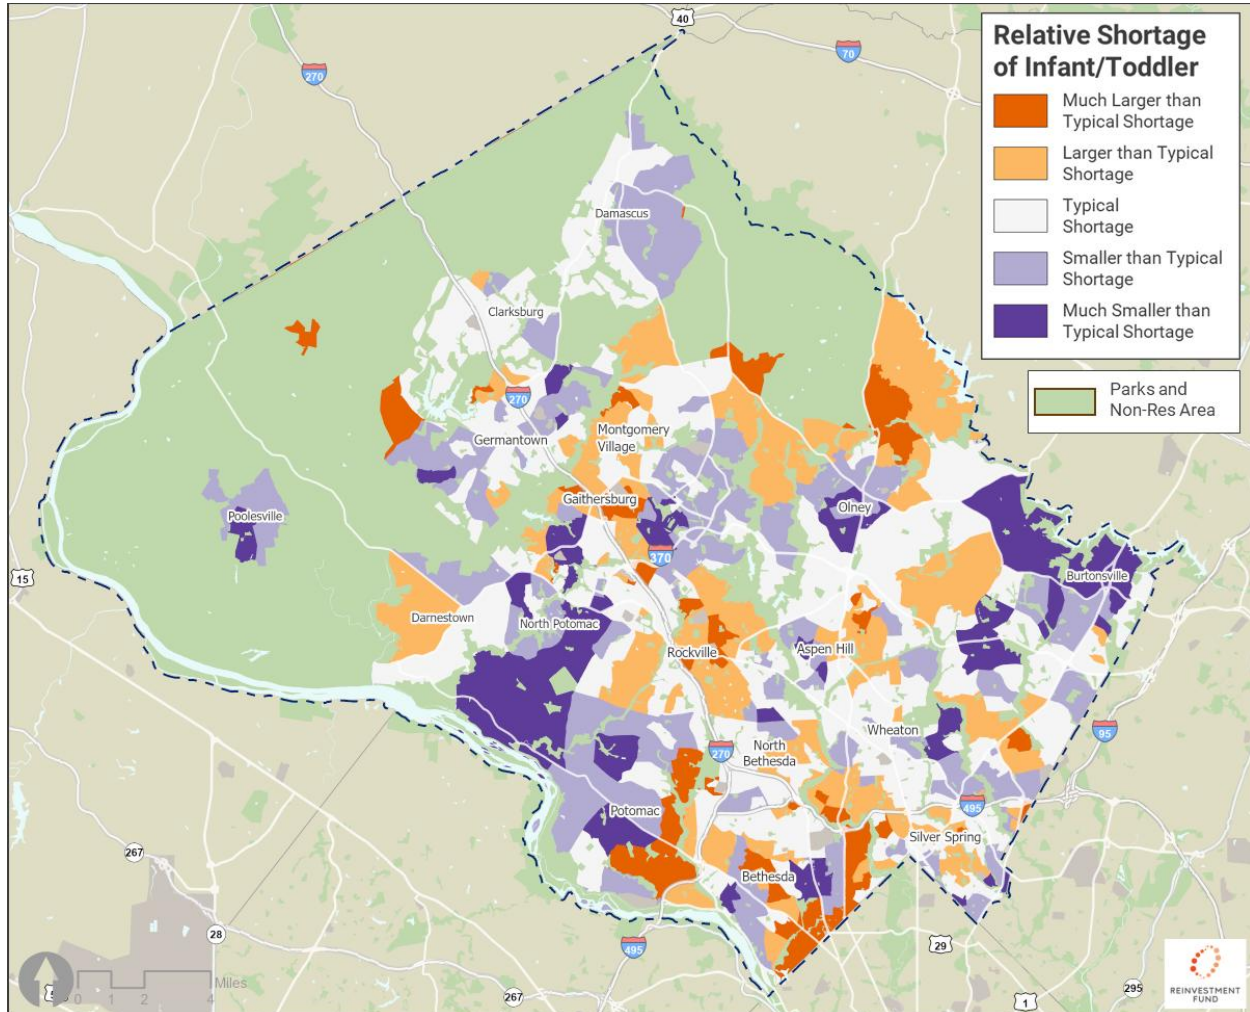 40
270
70
Relative Shortage
of Infant/Toddler
Much Larger than
Typical Shortage
Larger than Typical
Shortage
Typical
Shortage
Smaller than Typical
Shortage
Much Smaller than
Typical Shortage
Parks and
Non-Res Area
Damascus
Clarksburg
270
Germantown
Montgomery
Village
Gaithersburg
Olney
Poolesville
370
15
Burtonsville
Darnestown
North Potomac
Rockville
Aspen Hill
Wheaton
95
270
North
Bethesda
Potomac
495
Silver Spring
267
Bethesda
28
495
29
Miles
0 1 2 4
267
1
295
REINVESTMENT
FUND